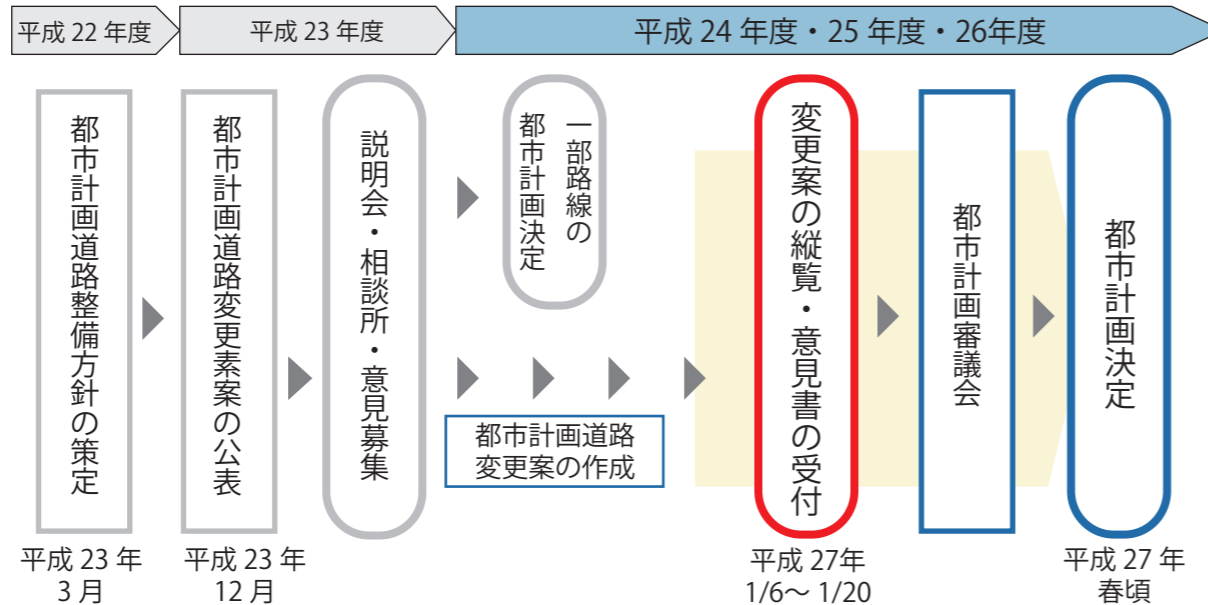 平成 22 年度
平成 23 年度
平成 24 年度・25 年度・26年度
都市計画道路整備方針の策定
都市計画道路変更素案の公表
説明会・相談所・意見募集
一部路線の
都市計画決定
都市計画道路
変更案の作成
変更案の縦覧・意見書の受付
都市計画審議会
都市計画決定
平成 23 年
3 月
平成 23 年
12 月
平成 27年
1/6〜 1/20
平成 27 年
春頃